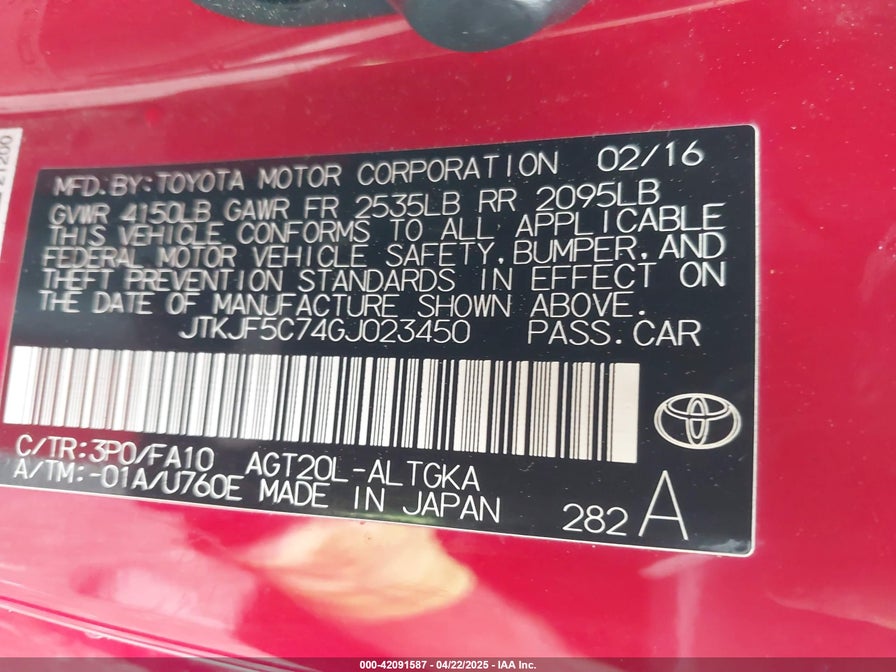 MFD. BY: TOYOTA MOTOR CORPORATION 02/16
GVWR 4150LB GAWR FR 2535LB RR 2095LB
THIS VEHICLE CONFORMS TO ALL APPLICABLE
FEDERAL MOTOR VEHICLE SAFETY, BUMPER, AND
THEFT PREVENTION STANDARDS IN EFFECT ON
THE DATE OF MANUFACTURE SHOWN ABOVE.
JTKJF5C74GJ023450 PASS. CAR
C/TR:3P0/FA10 AGT20L-ALTGKA
A/TM:-01A/U760E MADE IN JAPAN
282 A
000-42091587 - 04/22/2025 - IAA Inc.